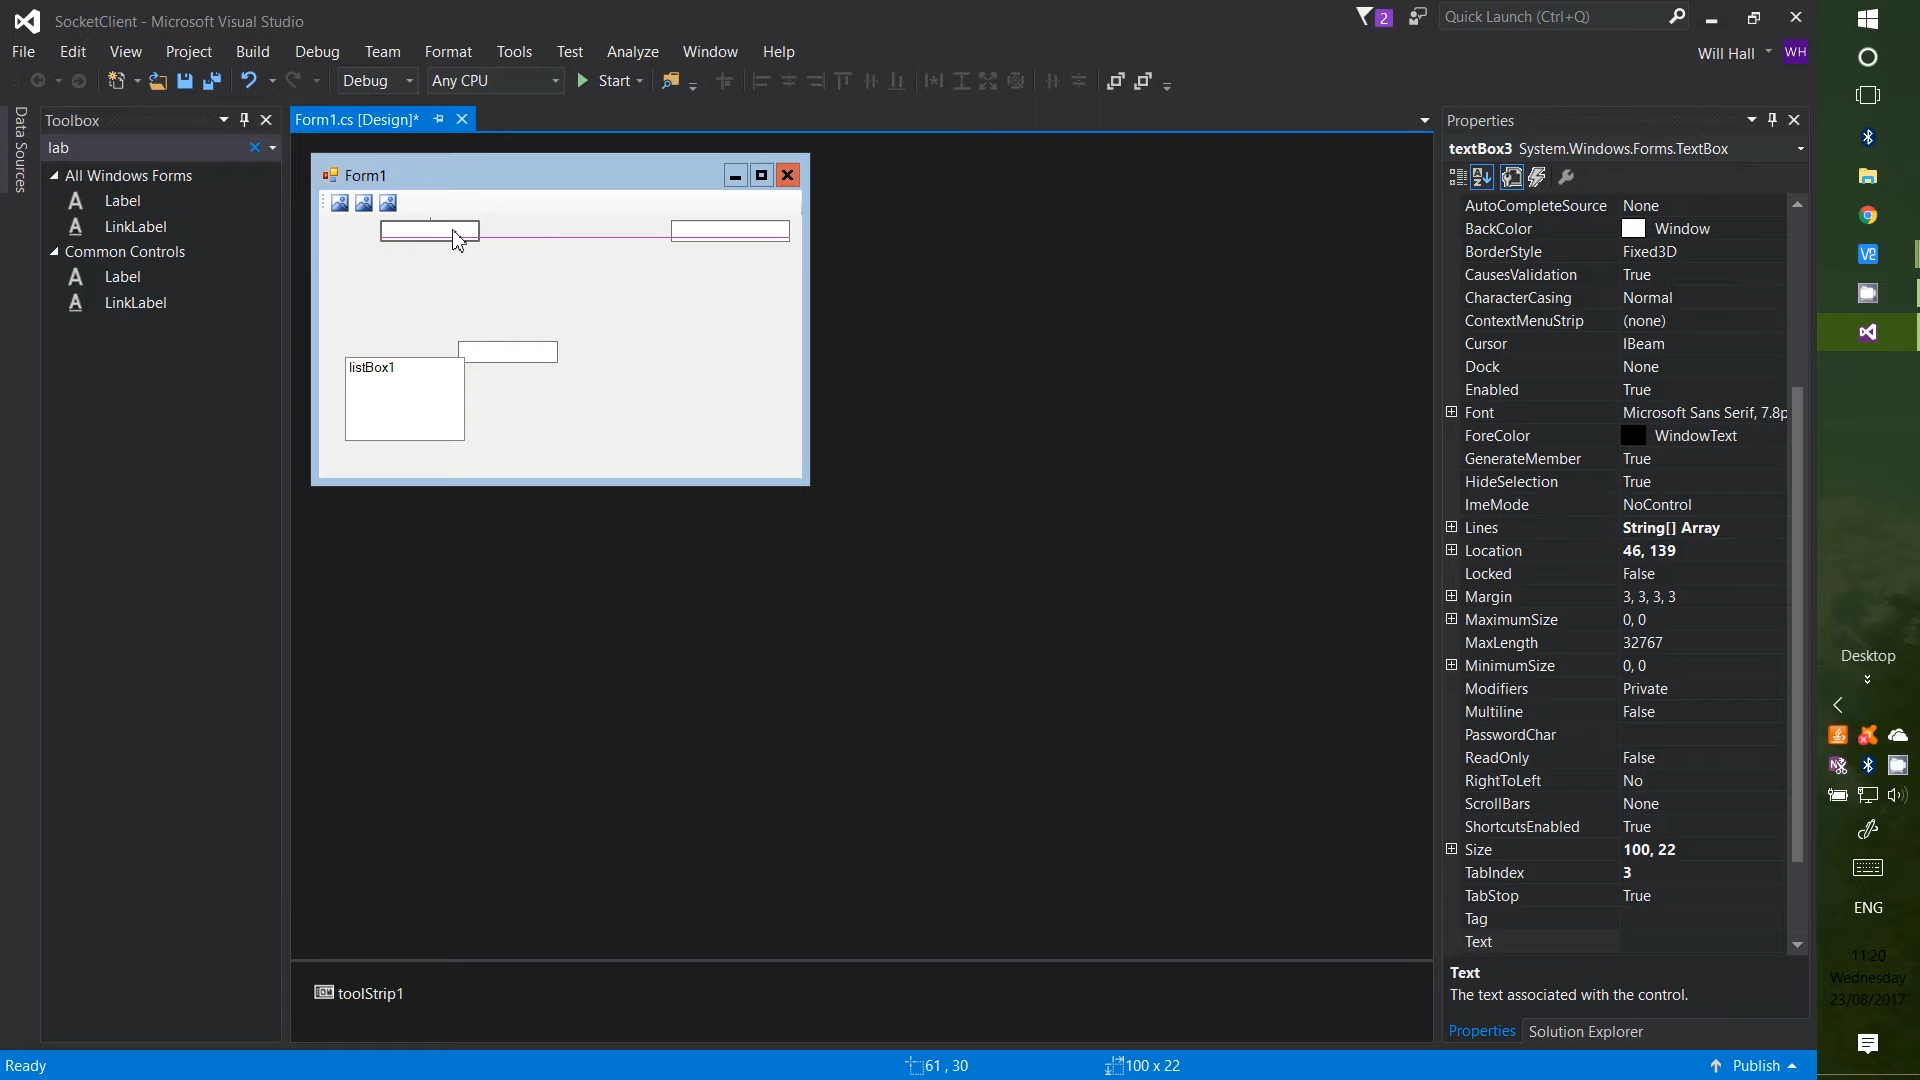 SocketClient - Microsoft Visual Studio
2
Quick Launch (Ctrl+Q)
File Edit View Project Build Debug Team Format Tools Test Analyze Window Help
Will Hall WH
Debug Any CPU Start
Data Sources
Toolbox
lab
All Windows Forms
Label
LinkLabel
Common Controls
Label
LinkLabel
Form1.cs [Design]*
Form1
listBox1
toolStrip1
Properties
textBox3 System.Windows.Forms.TextBox
AutoCompleteSource None
BackColor Window
BorderStyle Fixed3D
CausesValidation True
CharacterCasing Normal
ContextMenuStrip (none)
Cursor IBeam
Dock None
Enabled True
Font Microsoft Sans Serif, 7.8p
ForeColor WindowText
GenerateMember True
HideSelection True
ImeMode NoControl
Lines String[] Array
Location 46, 139
Locked False
Margin 3, 3, 3, 3
MaximumSize 0, 0
MaxLength 32767
MinimumSize 0, 0
Modifiers Private
Multiline False
PasswordChar
ReadOnly False
RightToLeft No
ScrollBars None
ShortcutsEnabled True
Size 100, 22
TabIndex 3
TabStop True
Tag
Text
Text
The text associated with the control.
Properties Solution Explorer
Ready 61 , 30 100 x 22 Publish
Desktop
ENG
11:20
Wednesday
23/08/2017